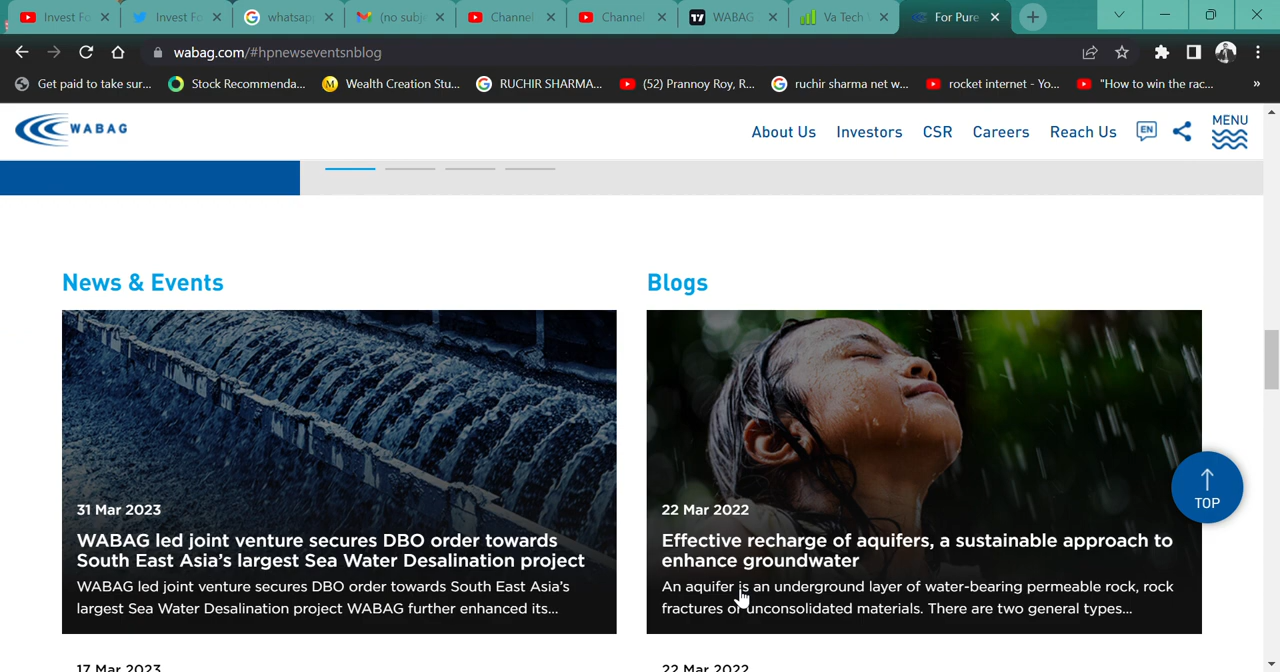 Invest Fo
Invest Fo
whatsap
(no subj
Channel
Channel
WABAG
Va Tech
For Pure
wabag.com/#hpnewseventsnblog
Get paid to take sur...
Stock Recommenda...
Wealth Creation Stu...
RUCHIR SHARMA...
(52) Prannoy Roy, R...
ruchir sharma net w...
rocket internet - Yo...
"How to win the rac...
»
WABAG
About Us
Investors
CSR
Careers
Reach Us
EN
MENU
News & Events
31 Mar 2023
WABAG led joint venture secures DBO order towards
South East Asia's largest Sea Water Desalination project
WABAG led joint venture secures DBO order towards South East Asia's
largest Sea Water Desalination project WABAG further enhanced its...
17 Mar 2023
Blogs
22 Mar 2022
Effective recharge of aquifers, a sustainable approach to
enhance groundwater
An aquifer is an underground layer of water-bearing permeable rock, rock
fractures or unconsolidated materials. There are two general types...
22 Mar 2022
TOP